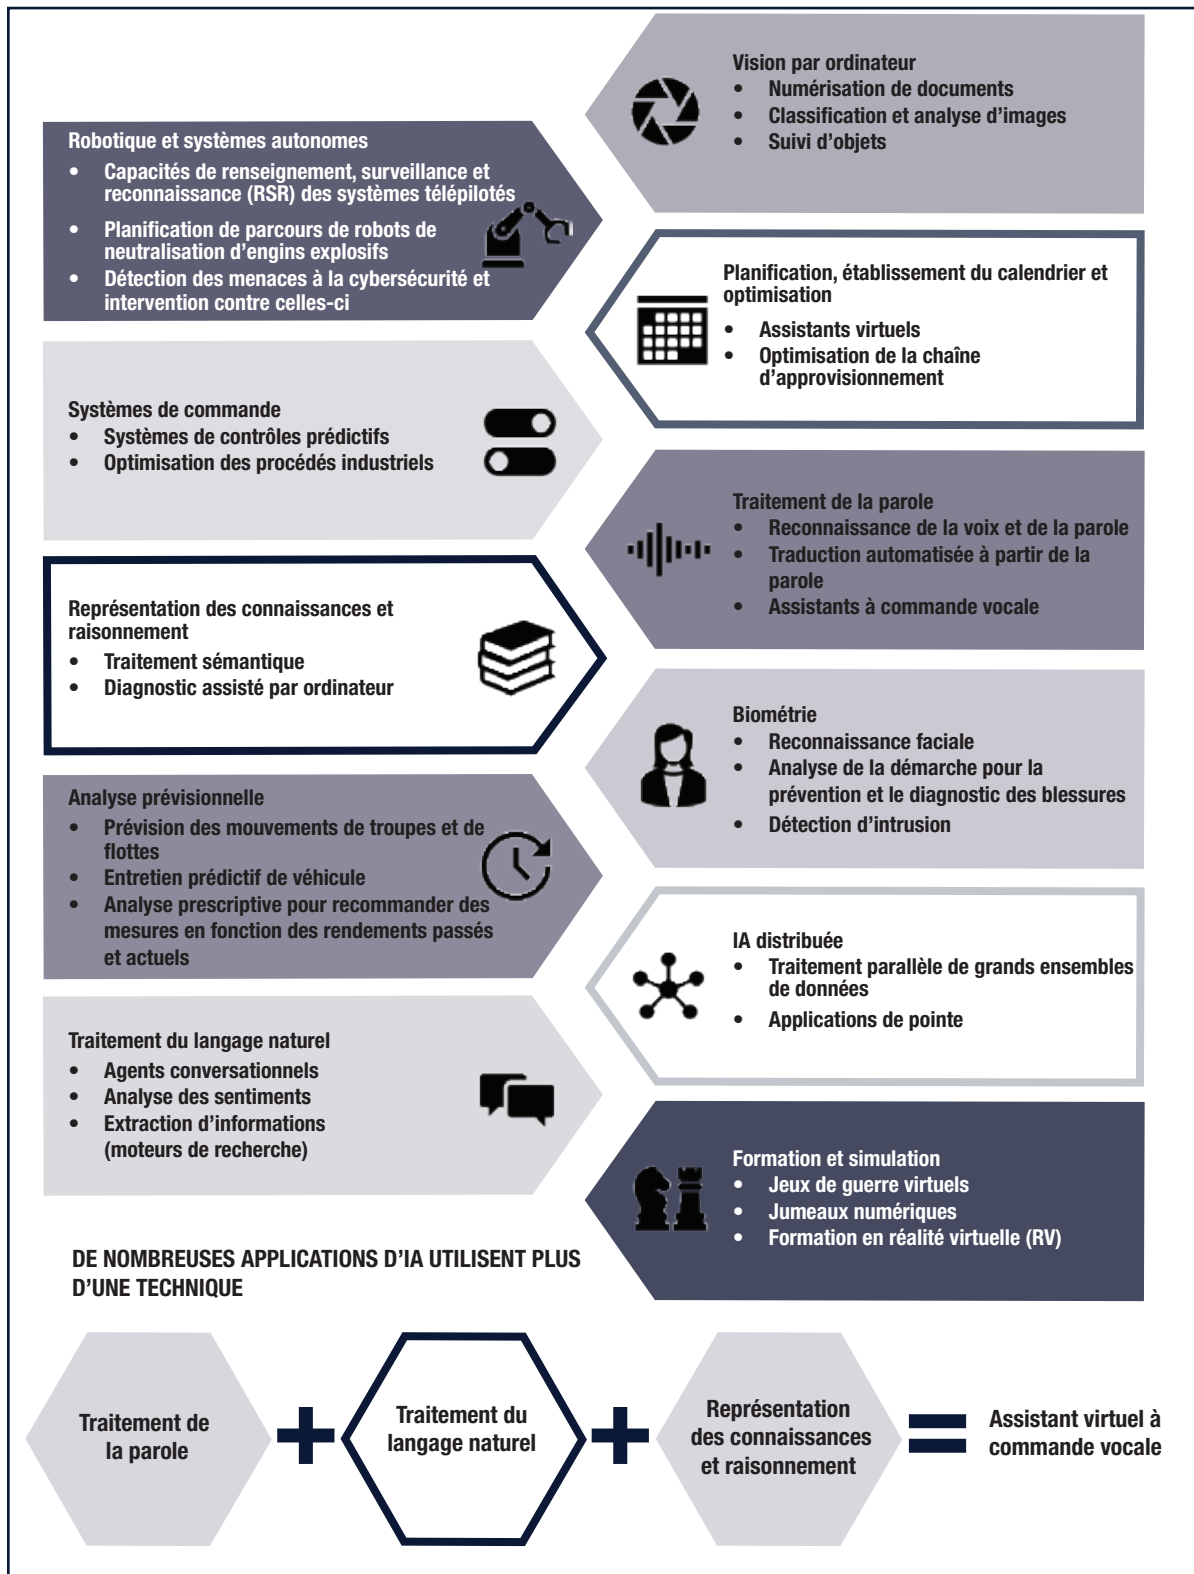 Vision par ordinateur
• Numérisation de documents
• Classification et analyse d'images
• Suivi d'objets
Robotique et systèmes autonomes
• Capacités de renseignement, surveillance et
reconnaissance (RSR) des systèmes télépilotés
• Planification de parcours de robots de
neutralisation d'engins explosifs
• Détection des menaces à la cybersécurité et
intervention contre celles-ci
Planification, établissement du calendrier et
optimisation
• Assistants virtuels
• Optimisation de la chaîne
d'approvisionnement
Systèmes de commande
• Systèmes de contrôles prédictifs
• Optimisation des procédés industriels
Traitement de la parole
• Reconnaissance de la voix et de la parole
• Traduction automatisée à partir de la
parole
• Assistants à commande vocale
Représentation des connaissances et
raisonnement
• Traitement sémantique
• Diagnostic assisté par ordinateur
Biométrie
• Reconnaissance faciale
• Analyse de la démarche pour la
prévention et le diagnostic des blessures
• Détection d'intrusion
Analyse prévisionnelle
• Prévision des mouvements de troupes et de
flottes
• Entretien prédictif de véhicule
• Analyse prescriptive pour recommander des
mesures en fonction des rendements passés
et actuels
IA distribuée
• Traitement parallèle de grands ensembles
de données
• Applications de pointe
Traitement du langage naturel
• Agents conversationnels
• Analyse des sentiments
• Extraction d'informations
(moteurs de recherche)
Formation et simulation
• Jeux de guerre virtuels
• Jumeaux numériques
• Formation en réalité virtuelle (RV)
DE NOMBREUSES APPLICATIONS D'IA UTILISENT PLUS
D'UNE TECHNIQUE
Traitement de
la parole
+
Traitement du
langage naturel
+
Représentation
des connaissances
et raisonnement
=
Assistant virtuel à
commande vocale